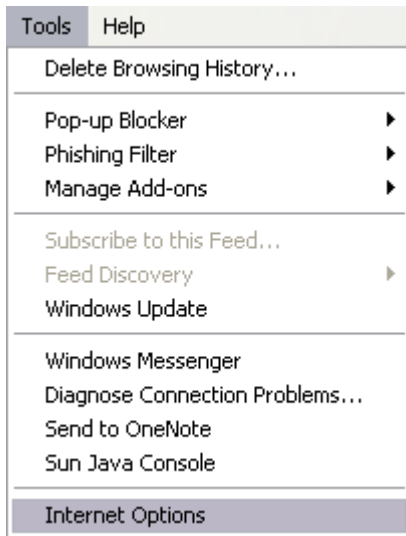 Tools Help
Delete Browsing History...
Pop-up Blocker
Phishing Filter
Manage Add-ons
Subscribe to this Feed...
Feed Discovery
Windows Update
Windows Messenger
Diagnose Connection Problems...
Send to OneNote
Sun Java Console
Internet Options